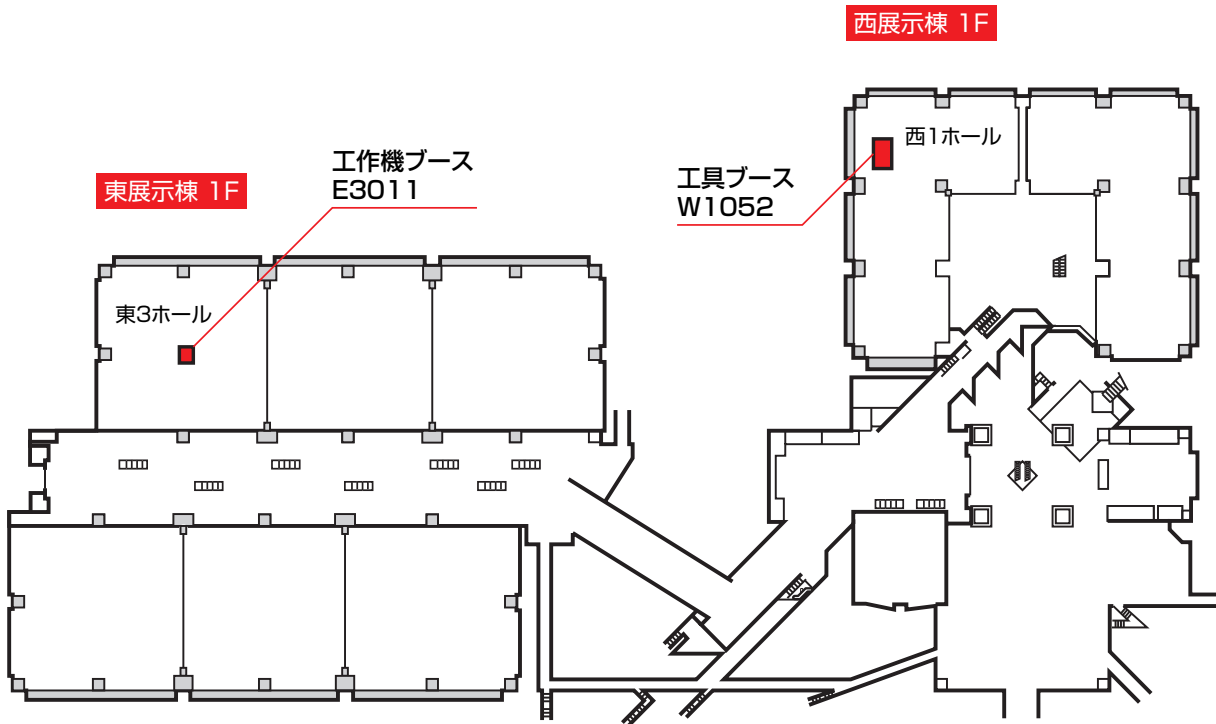 西展示棟 1F
西1ホール
工具ブース
W1052
工作機ブース
E3011
東展示棟 1F
東3ホール